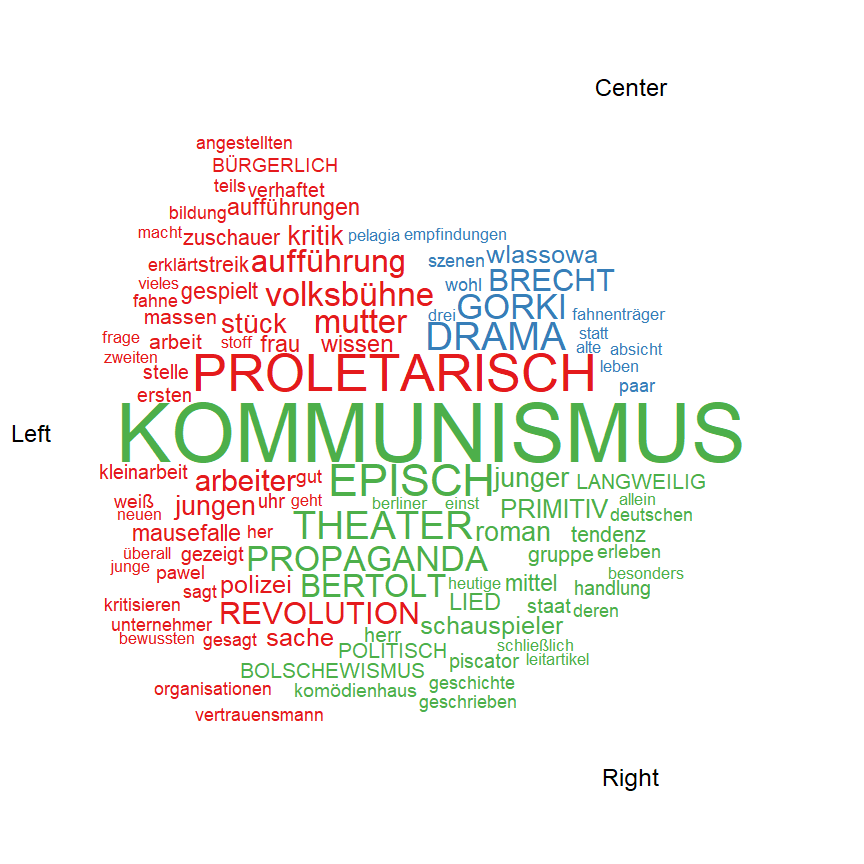 Center
angestellten
BÜRGERLICH
teils verhaftet
bildung aufführungen
macht zuschauer kritik pelagia empfindungen
erklärt streik aufführung szenen wlassowa
vieles gespielt volksbühne wohl BRECHT
fahne GORKI
massen stück mutter drei DRAMA fahnenträger
frage arbeit stoff frau wissen statt
zweiten alte absicht
stelle PROLETARISCH leben
ersten paar
Left KOMMUNISMUS
kleinarbeit arbeiter gut EPISCH junger LANGWEILIG
weiß jungen uhr geht berliner einst PRIMITIV allein
neuen deutschen
mausefalle her THEATER roman tendenz
überall gezeigt PROPAGANDA gruppe erleben
junge pawel besonders
sagt polizei BERTOLT heutige mittel handlung
kritisieren REVOLUTION LIED staat deren
unternehmer schauspieler
bewussten gesagt sache herr
POLITISCH schließlich
BOLSCHEWISMUS piscator leitartikel
organisationen komödienhaus geschichte
geschrieben
vertrauensmann
Right